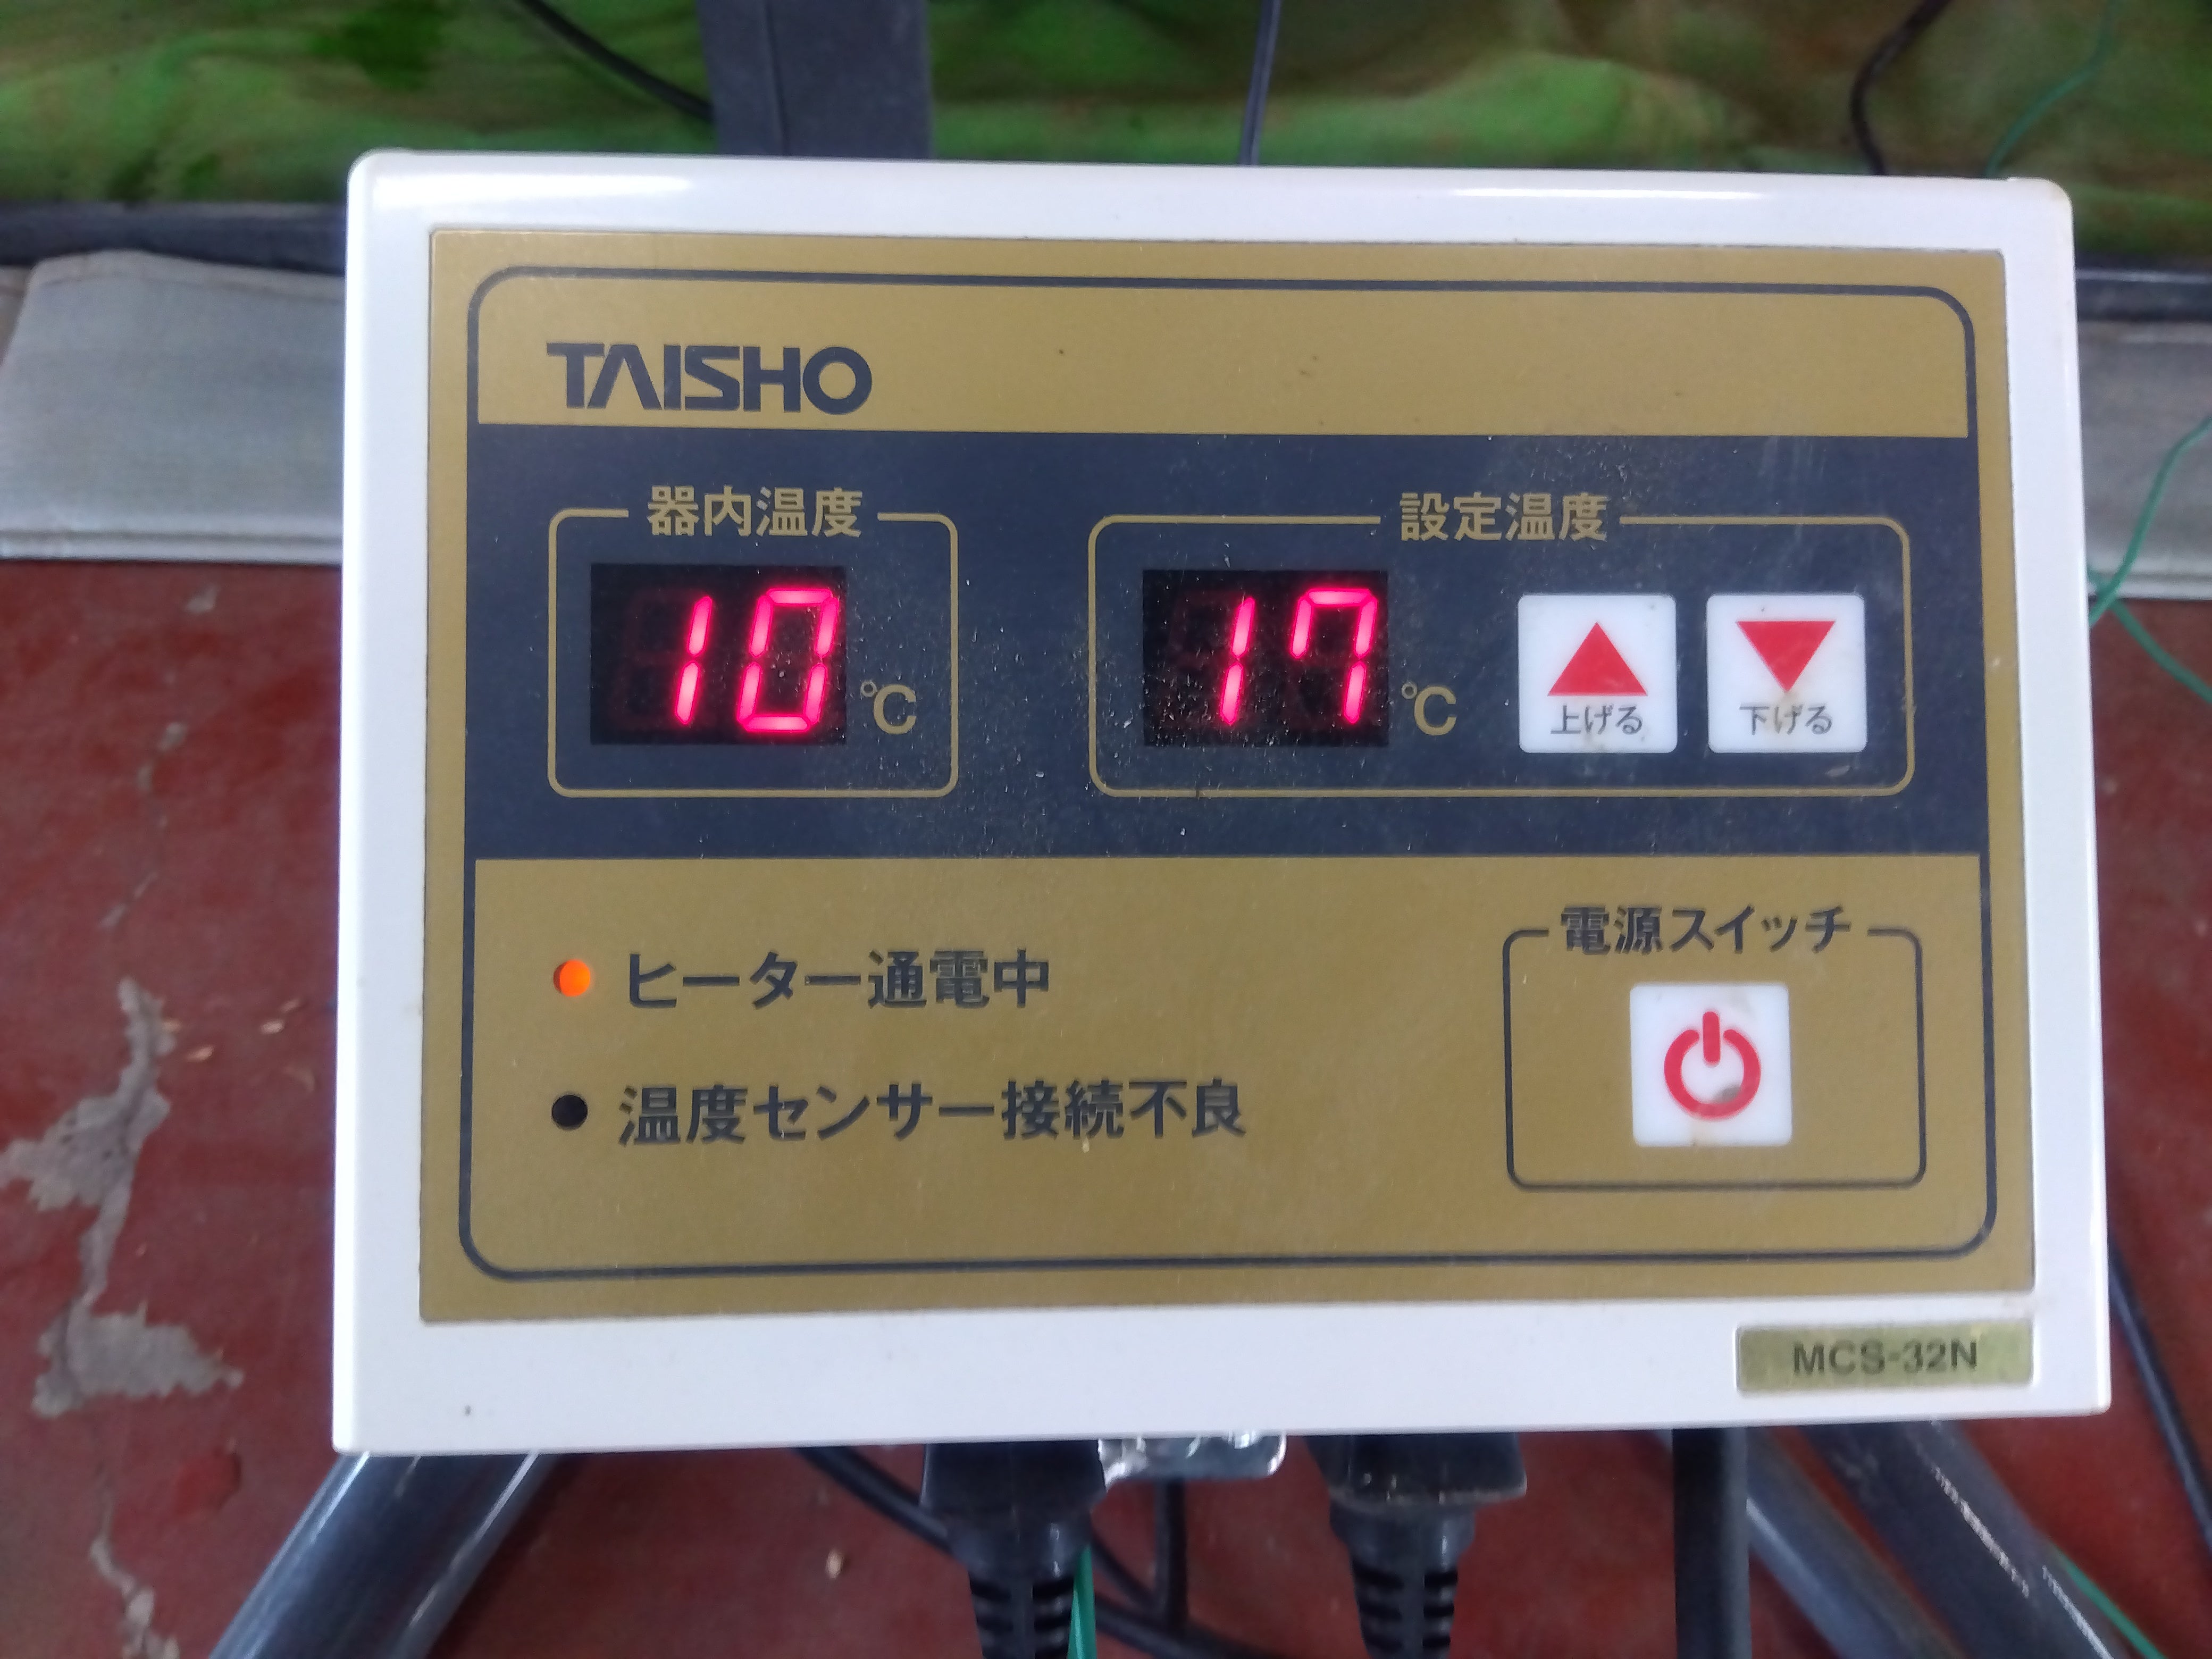 TAISHO
器内温度
設定温度
10 ℃
17 ℃
上げる
下げる
電源スイッチ
ヒーター通電中
温度センサー接続不良
MCS-32N